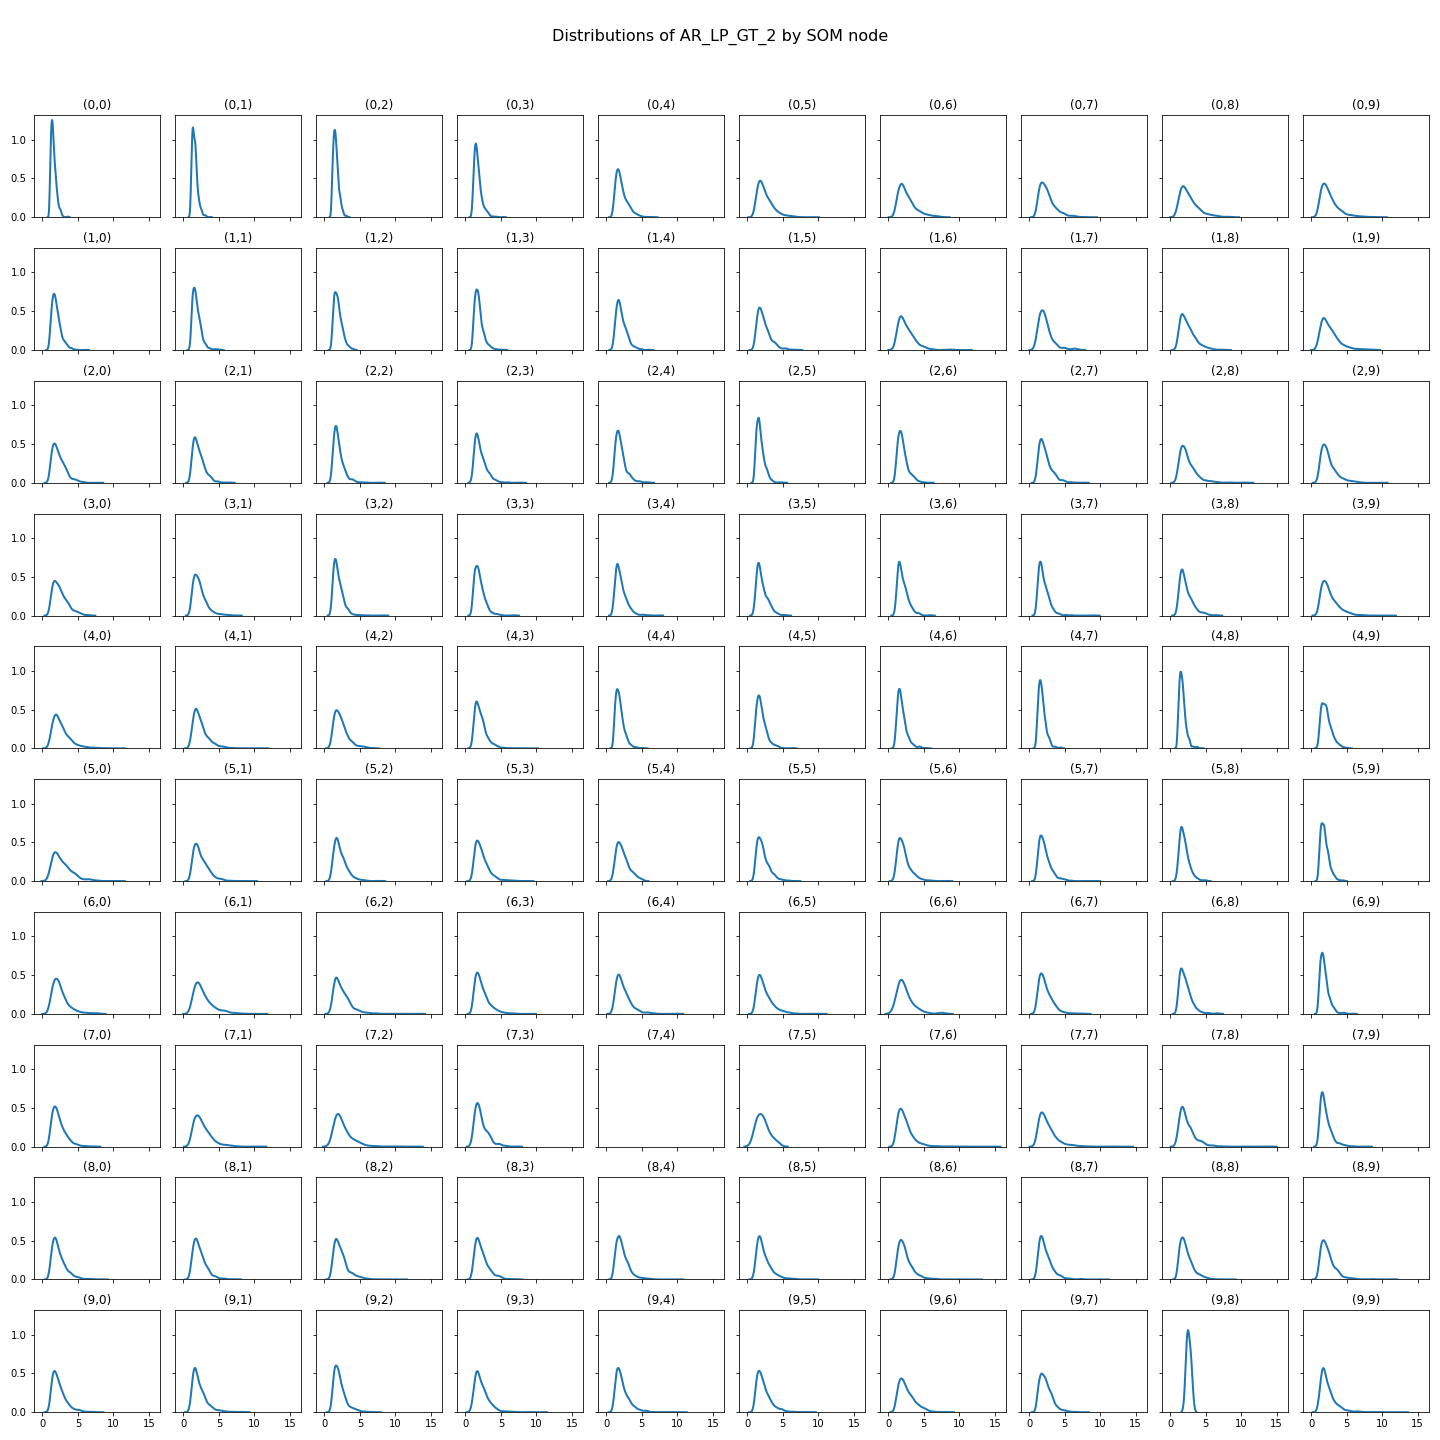 Distributions of AR_LP_GT_2 by SOM node
(0,0) (0,1) (0,2) (0,3) (0,4) (0,5) (0,6) (0,7) (0,8) (0,9)
1.0
0.5
0.0
(1,0) (1,1) (1,2) (1,3) (1,4) (1,5) (1,6) (1,7) (1,8) (1,9)
1.0
0.5
0.0
(2,0) (2,1) (2,2) (2,3) (2,4) (2,5) (2,6) (2,7) (2,8) (2,9)
1.0
0.5
0.0
(3,0) (3,1) (3,2) (3,3) (3,4) (3,5) (3,6) (3,7) (3,8) (3,9)
1.0
0.5
0.0
(4,0) (4,1) (4,2) (4,3) (4,4) (4,5) (4,6) (4,7) (4,8) (4,9)
1.0
0.5
0.0
(5,0) (5,1) (5,2) (5,3) (5,4) (5,5) (5,6) (5,7) (5,8) (5,9)
1.0
0.5
0.0
(6,0) (6,1) (6,2) (6,3) (6,4) (6,5) (6,6) (6,7) (6,8) (6,9)
1.0
0.5
0.0
(7,0) (7,1) (7,2) (7,3) (7,4) (7,5) (7,6) (7,7) (7,8) (7,9)
1.0
0.5
0.0
(8,0) (8,1) (8,2) (8,3) (8,4) (8,5) (8,6) (8,7) (8,8) (8,9)
1.0
0.5
0.0
(9,0) (9,1) (9,2) (9,3) (9,4) (9,5) (9,6) (9,7) (9,8) (9,9)
1.0
0.5
0.0
0 5 10 15 0 5 10 15 0 5 10 15 0 5 10 15 0 5 10 15 0 5 10 15 0 5 10 15 0 5 10 15 0 5 10 15 0 5 10 15